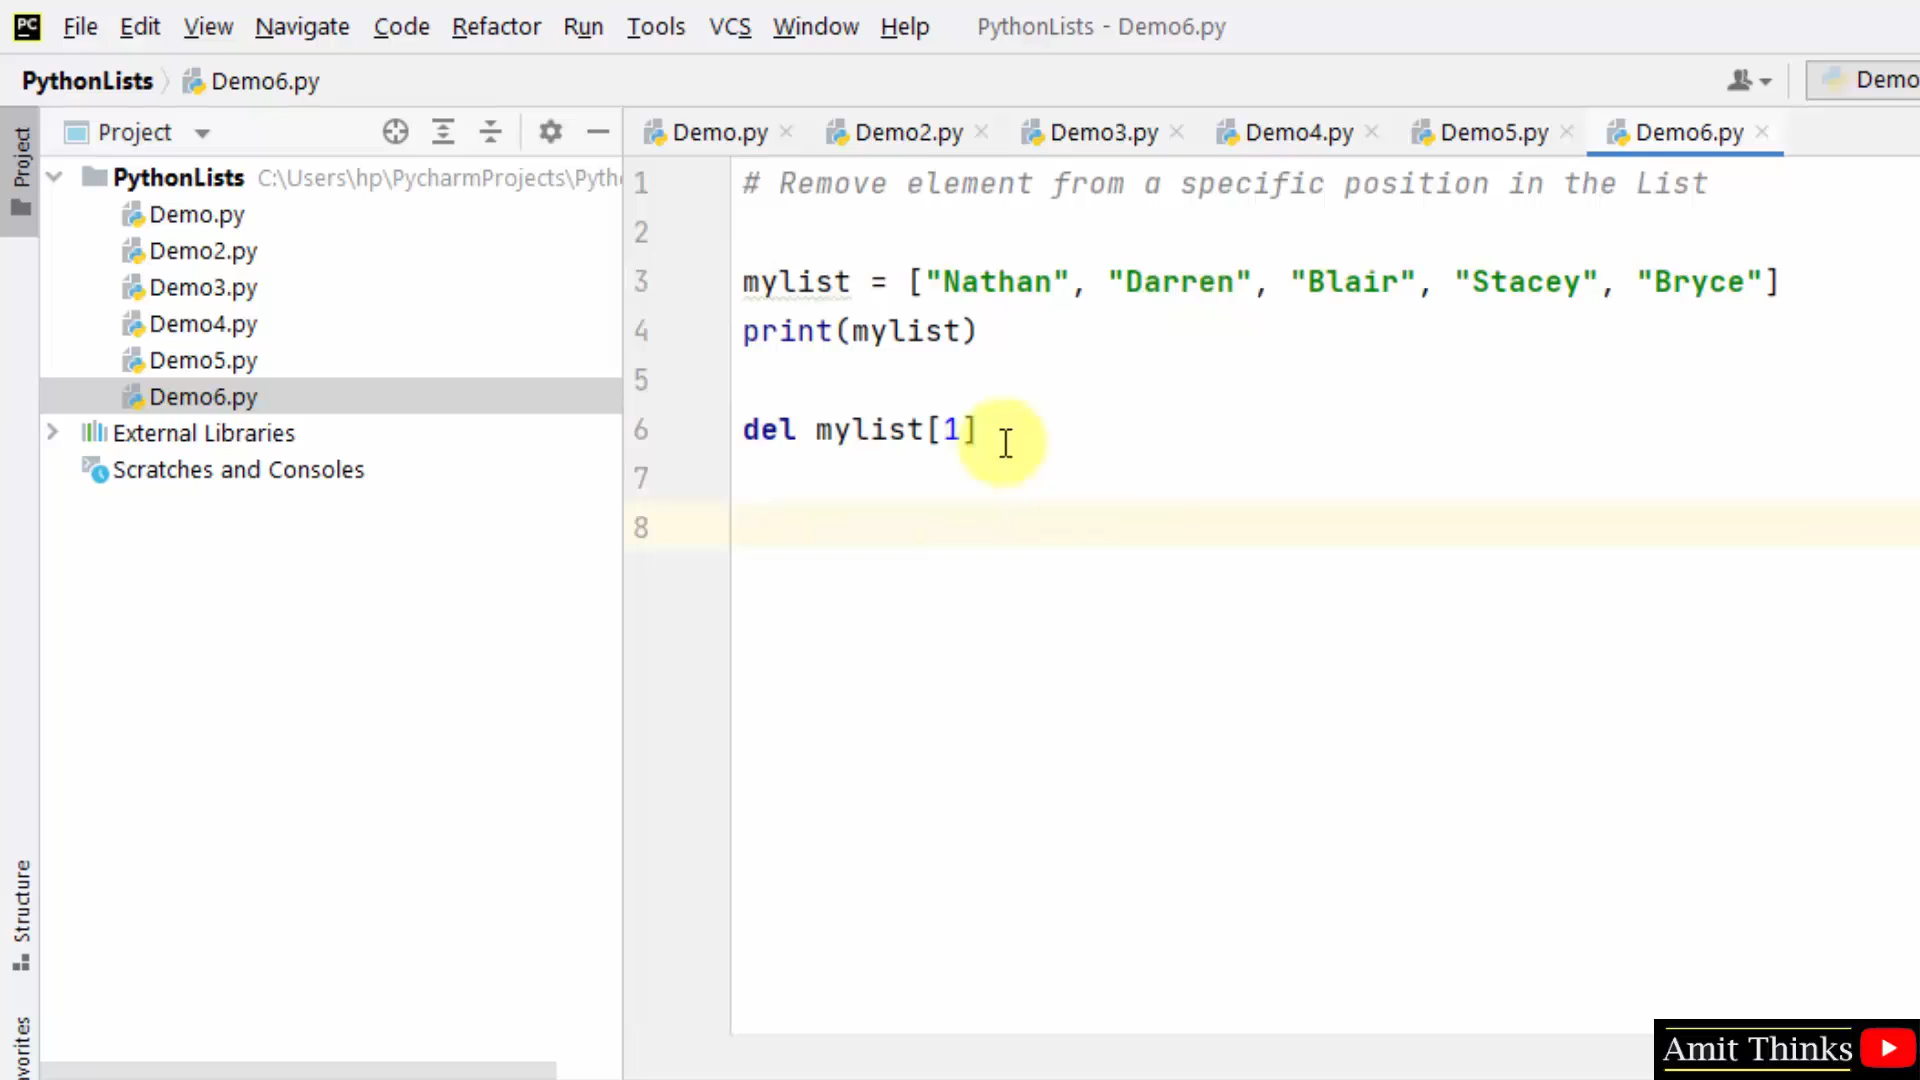 PC File Edit View Navigate Code Refactor Run Tools VCS Window Help PythonLists - Demo6.py
PythonLists Demo6.py Demo
Project Project Demo.py Demo2.py Demo3.py Demo4.py Demo5.py Demo6.py
PythonLists C:\Users\hp\PycharmProjects\Pyth
Demo.py
Demo2.py
Demo3.py
Demo4.py
Demo5.py
Demo6.py
External Libraries
Scratches and Consoles
1 # Remove element from a specific position in the List
2
3 mylist = ["Nathan", "Darren", "Blair", "Stacey", "Bryce"]
4 print(mylist)
5
6 del mylist[1]
7
8
Structure
vorites
Amit Thinks